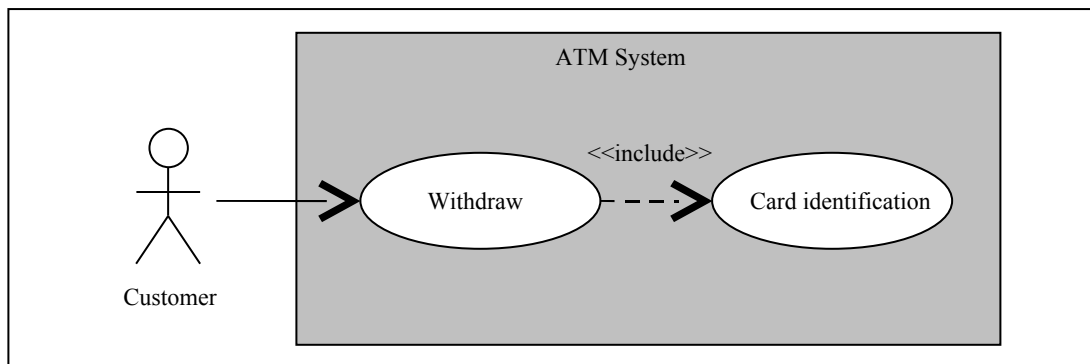 ATM System
<<include>>
Withdraw
Card identification
Customer